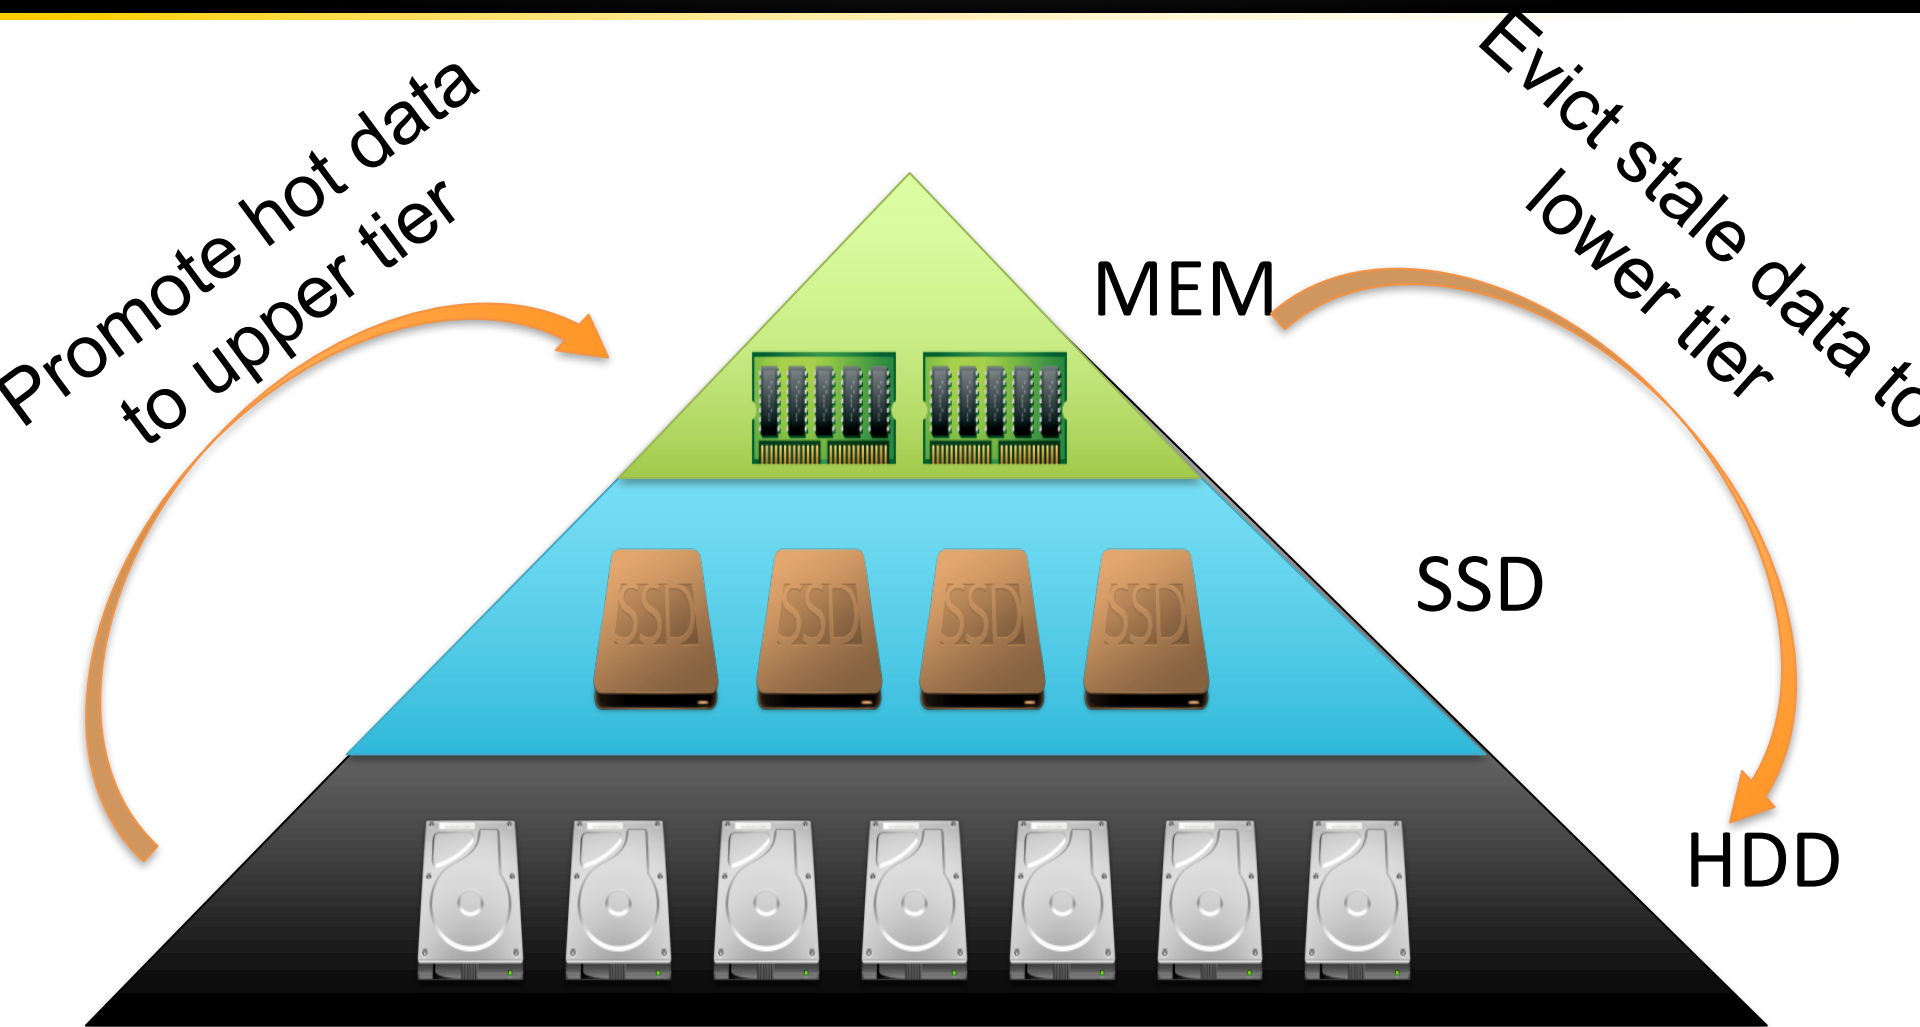 Promote hot data
to upper tier
Evict stale data to
lower tier
MEM
SSD
SSD SSD SSD SSD
HDD